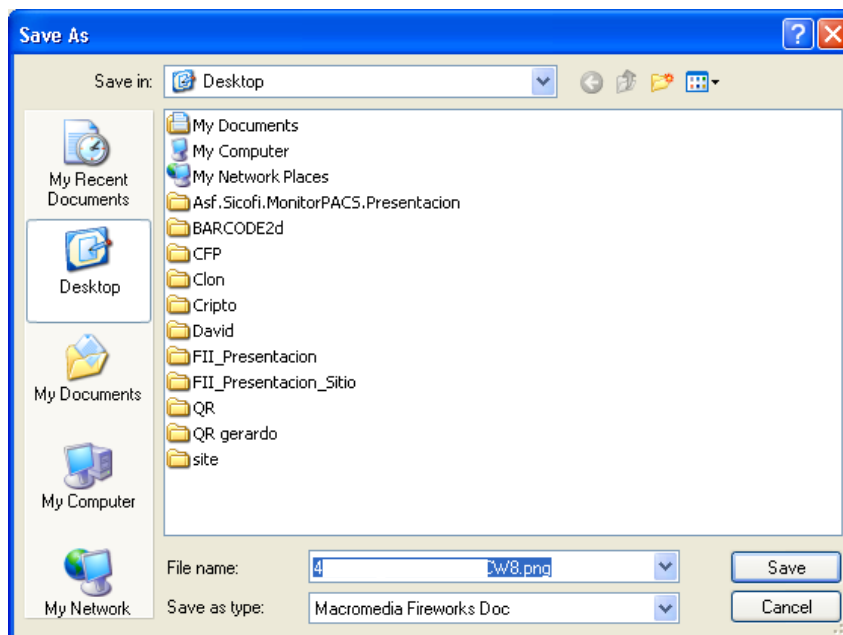 Save As
Save in:
Desktop
My Recent
Documents
Desktop
My Documents
My Computer
My Network
My Documents
My Computer
My Network Places
Asf.Sicofi.MonitorPACS.Presentacion
BARCODE2d
CFP
Clon
Cripto
David
FII_Presentacion
FII_Presentacion_Sitio
QR
QR gerardo
site
File name:
4 CW8.png
Save
Save as type:
Macromedia Fireworks Doc
Cancel